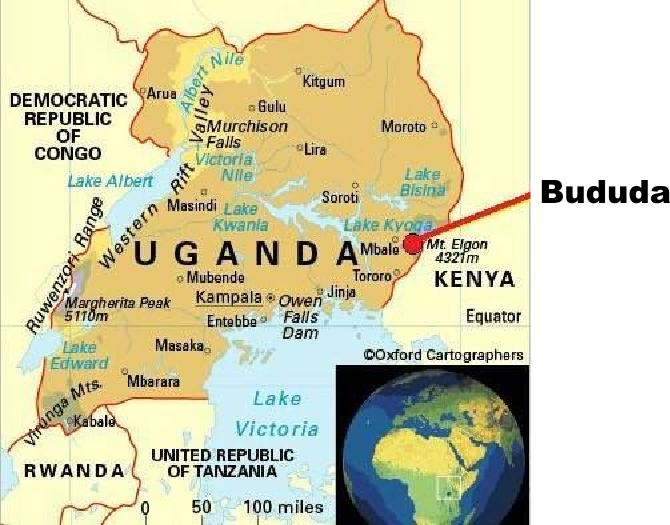 Albert Nile
Kitgum
Arua
DEMOCRATIC
REPUBLIC
OF
CONGO
Gulu
Murchison
Falls
Moroto
Lira
Victoria
Nile
Lake Albert
Western Rift Valley
Masindi
Lake
Kwania
Soroti
Lake
Bisina
Bududa
Lake Kyoga
UGANDA
Mbale
Mt. Elgon
4321m
Ruwenzori Range
Tororo
KENYA
Mubende
Kampala
Jinja
Owen
Falls
Dam
Margherita Peak
5110m
Entebbe
Equator
Masaka
Lake
Edward
©Oxford Cartographers
Mbarara
Virunga Mts.
Kabale
Lake
Victoria
RWANDA
UNITED REPUBLIC
OF TANZANIA
0 50 100 miles